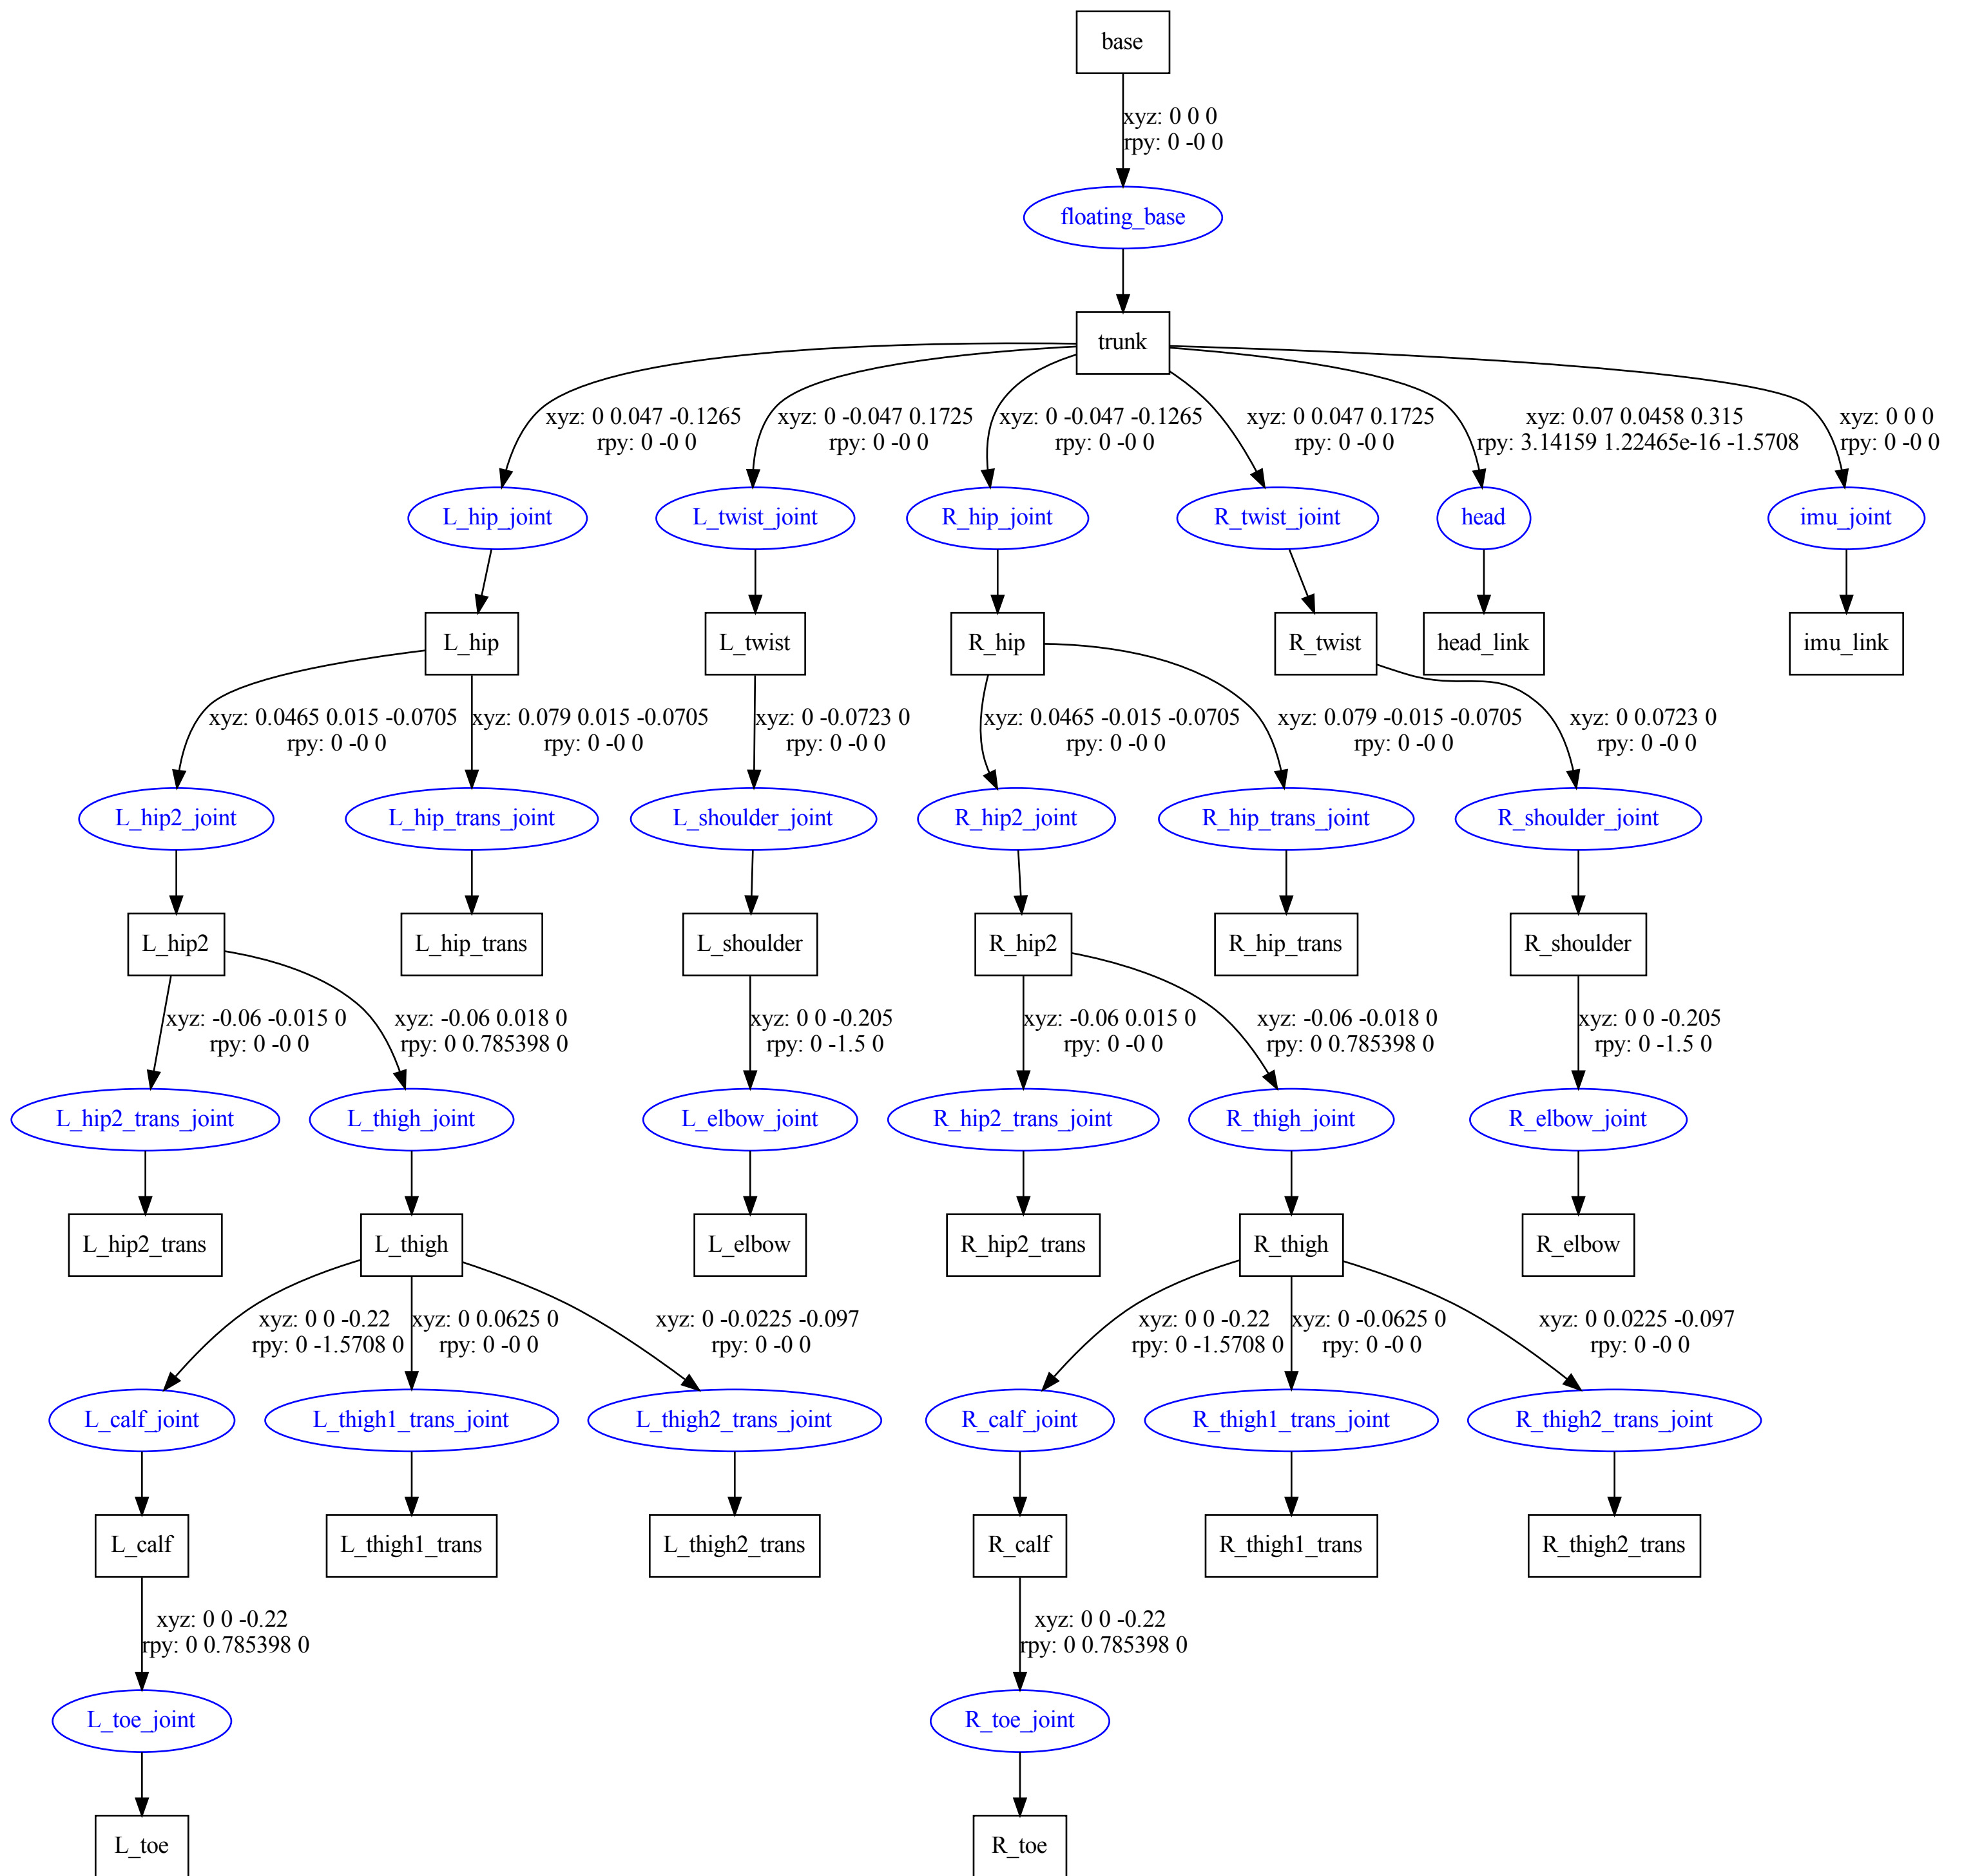 base
xyz: 0 0 0
rpy: 0 -0 0
floating_base
trunk
xyz: 0 0.047 -0.1265
rpy: 0 -0 0
xyz: 0 -0.047 0.1725
rpy: 0 -0 0
xyz: 0 -0.047 -0.1265
rpy: 0 -0 0
xyz: 0 0.047 0.1725
rpy: 0 -0 0
xyz: 0.07 0.0458 0.315
rpy: 3.14159 1.22465e-16 -1.5708
xyz: 0 0 0
rpy: 0 -0 0
L_hip_joint
L_twist_joint
R_hip_joint
R_twist_joint
head
imu_joint
L_hip
L_twist
R_hip
R_twist
head_link
imu_link
xyz: 0.0465 0.015 -0.0705
rpy: 0 -0 0
xyz: 0.079 0.015 -0.0705
rpy: 0 -0 0
xyz: 0 -0.0723 0
rpy: 0 -0 0
xyz: 0.0465 -0.015 -0.0705
rpy: 0 -0 0
xyz: 0.079 -0.015 -0.0705
rpy: 0 -0 0
xyz: 0 0.0723 0
rpy: 0 -0 0
L_hip2_joint
L_hip_trans_joint
L_shoulder_joint
R_hip2_joint
R_hip_trans_joint
R_shoulder_joint
L_hip2
L_hip_trans
L_shoulder
R_hip2
R_hip_trans
R_shoulder
xyz: -0.06 -0.015 0
rpy: 0 -0 0
xyz: -0.06 0.018 0
rpy: 0 0.785398 0
xyz: 0 0 -0.205
rpy: 0 -1.5 0
xyz: -0.06 0.015 0
rpy: 0 -0 0
xyz: -0.06 -0.018 0
rpy: 0 0.785398 0
xyz: 0 0 -0.205
rpy: 0 -1.5 0
L_hip2_trans_joint
L_thigh_joint
L_elbow_joint
R_hip2_trans_joint
R_thigh_joint
R_elbow_joint
L_hip2_trans
L_thigh
L_elbow
R_hip2_trans
R_thigh
R_elbow
xyz: 0 0 -0.22
rpy: 0 -1.5708 0
xyz: 0 0.0625 0
rpy: 0 -0 0
xyz: 0 -0.0225 -0.097
rpy: 0 -0 0
xyz: 0 0 -0.22
rpy: 0 -1.5708 0
xyz: 0 -0.0625 0
rpy: 0 -0 0
xyz: 0 0.0225 -0.097
rpy: 0 -0 0
L_calf_joint
L_thigh1_trans_joint
L_thigh2_trans_joint
R_calf_joint
R_thigh1_trans_joint
R_thigh2_trans_joint
L_calf
L_thigh1_trans
L_thigh2_trans
R_calf
R_thigh1_trans
R_thigh2_trans
xyz: 0 0 -0.22
rpy: 0 0.785398 0
xyz: 0 0 -0.22
rpy: 0 0.785398 0
L_toe_joint
R_toe_joint
L_toe
R_toe